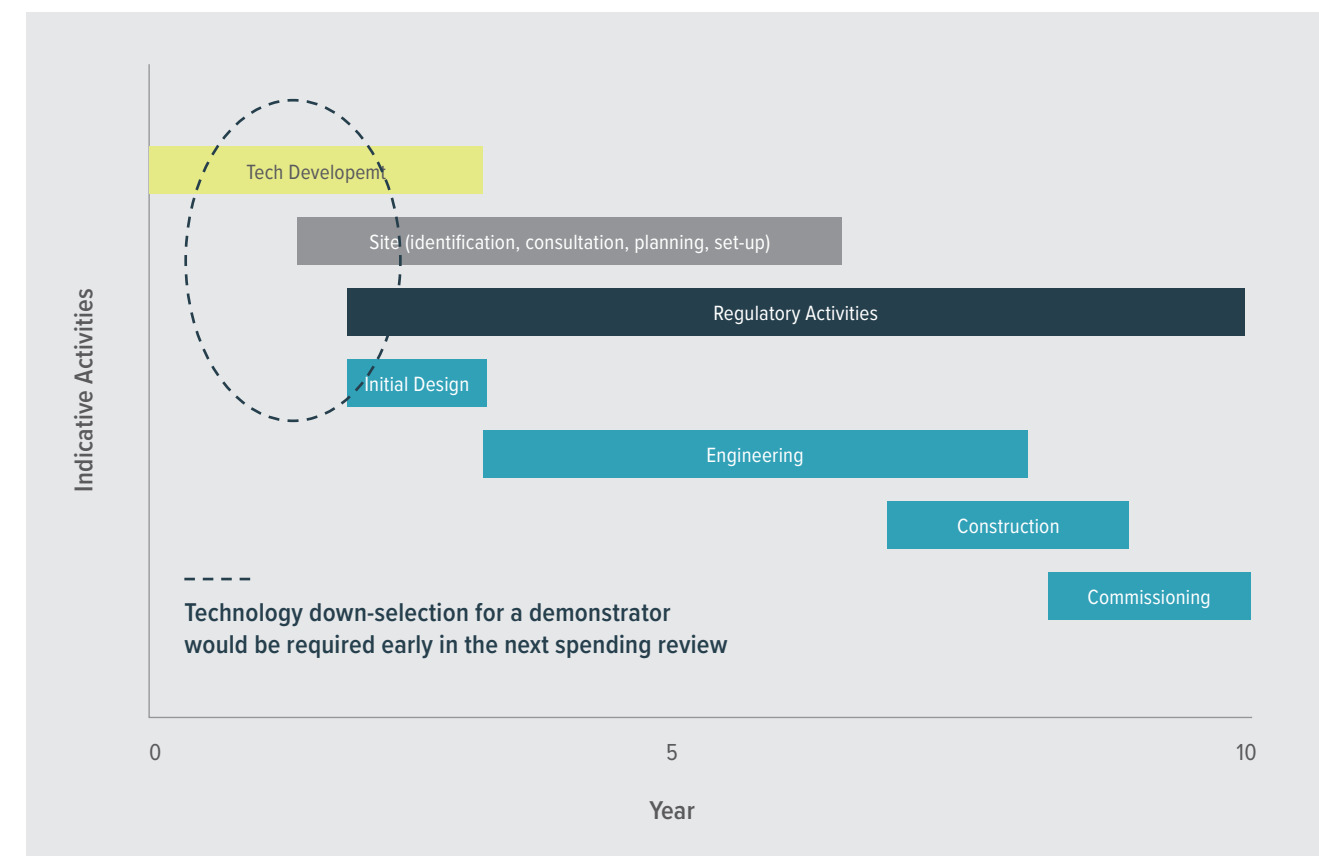 Indicative Activities
Tech Developemt
Site (identification, consultation, planning, set-up)
Regulatory Activities
Initial Design
Engineering
Construction
Commissioning
Technology down-selection for a demonstrator
would be required early in the next spending review
0 5 10
Year